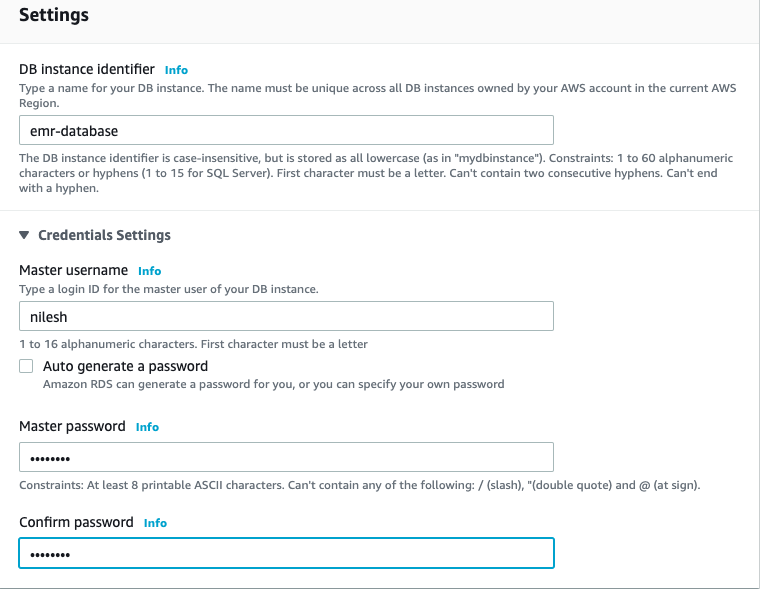 Settings
DB instance identifier Info
Type a name for your DB instance. The name must be unique across all DB instances owned by your AWS account in the current AWS
Region.
emr-database
The DB instance identifier is case-insensitive, but is stored as all lowercase (as in "mydbinstance"). Constraints: 1 to 60 alphanumeric
characters or hyphens (1 to 15 for SQL Server). First character must be a letter. Can't contain two consecutive hyphens. Can't end
with a hyphen.
Credentials Settings
Master username Info
Type a login ID for the master user of your DB instance.
nilesh
1 to 16 alphanumeric characters. First character must be a letter
Auto generate a password
Amazon RDS can generate a password for you, or you can specify your own password
Master password Info
••••••••
Constraints: At least 8 printable ASCII characters. Can't contain any of the following: / (slash), "(double quote) and @ (at sign).
Confirm password Info
••••••••